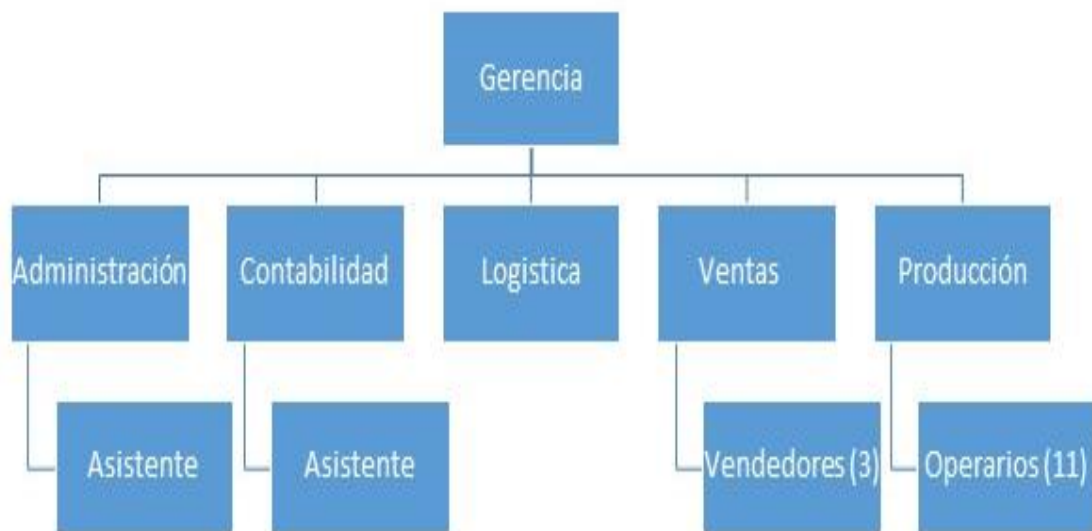 Gerencia
Administración
Contabilidad
Logistica
Ventas
Producción
Asistente
Asistente
Vendedores (3)
Operarios (11)